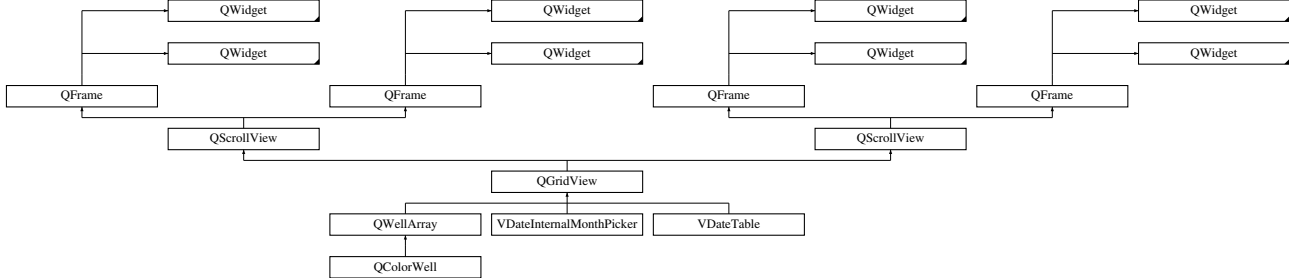 QWidget QWidget QWidget QWidget
QWidget QWidget QWidget QWidget
QFrame QFrame QFrame QFrame
QScrollView QScrollView
QGridView
QWellArray VDateInternalMonthPicker VDateTable
QColorWell